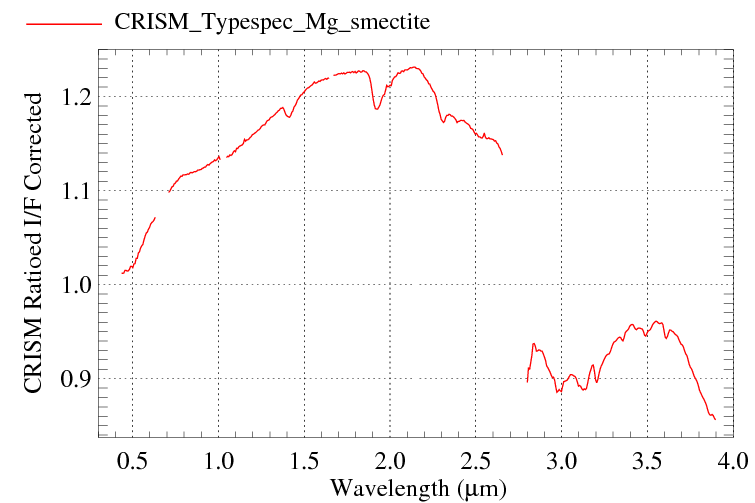 CRISM_Typespec_Mg_smectite
CRISM Ratioed I/F Corrected
1.2
1.1
1.0
0.9
0.5 1.0 1.5 2.0 2.5 3.0 3.5 4.0
Wavelength (μm)